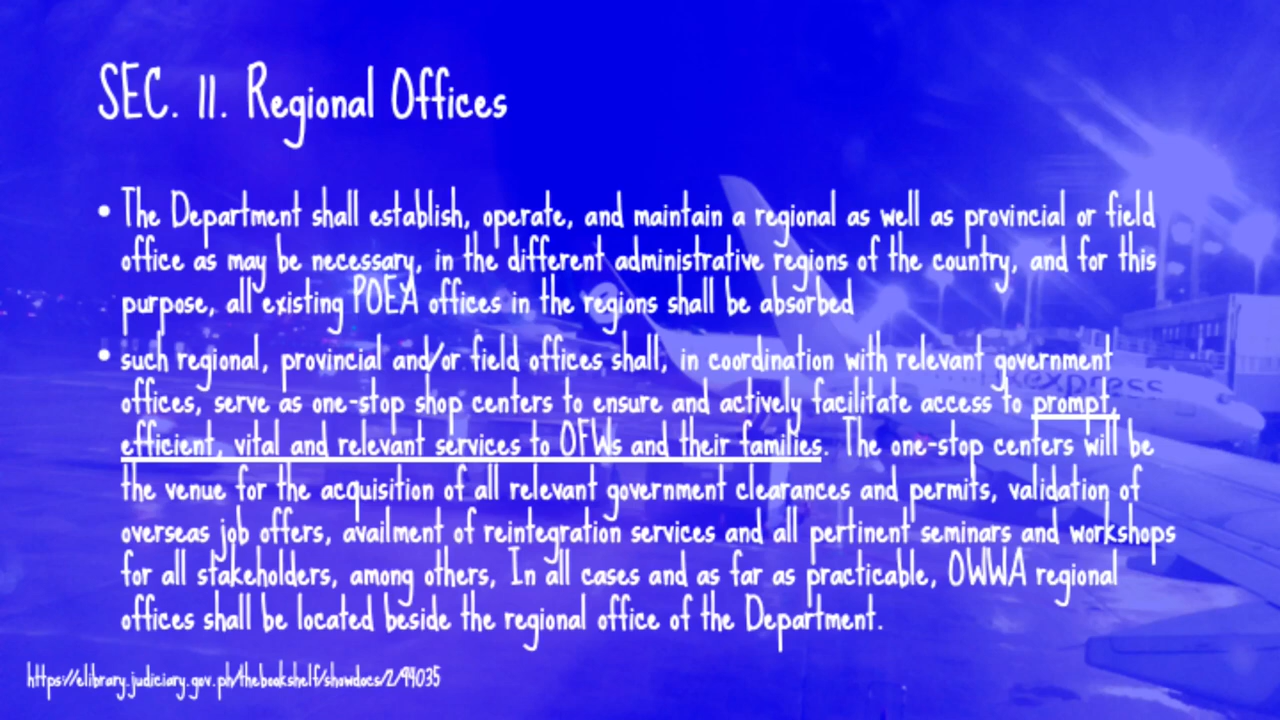 SEC. 11. Regional Offices
• The Department shall establish, operate, and maintain a regional as well as provincial or field
office as may be necessary, in the different administrative regions of the country, and for this
purpose, all existing POEA offices in the regions shall be absorbed
• such regional, provincial and/or field offices shall, in coordination with relevant government
offices, serve as one-stop shop centers to ensure and actively facilitate access to prompt,
efficient, vital and relevant services to OFWs and their families. The one-stop centers will be
the venue for the acquisition of all relevant government clearances and permits, validation of
overseas job offers, availment of reintegration services and all pertinent seminars and workshops
for all stakeholders, among others, In all cases and as far as practicable, OWWA regional
offices shall be located beside the regional office of the Department.
https://elibrary.judiciary.gov.ph/thebookshelf/showdocs/2/94035